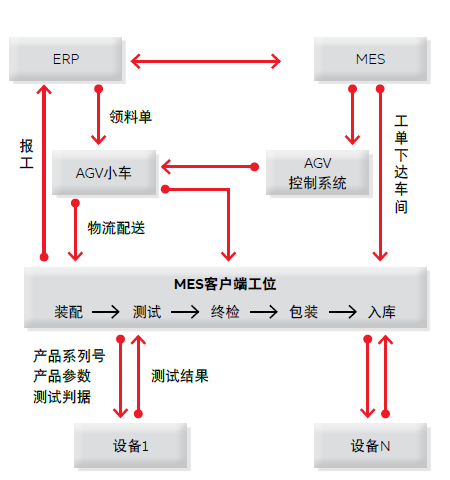 ERP
MES
领料单
报工
工单下达车间
AGV小车
AGV
控制系统
物流配送
MES客户端工位
装配
测试
终检
包装
入库
产品系列号
产品参数
测试判据
测试结果
设备1
设备N